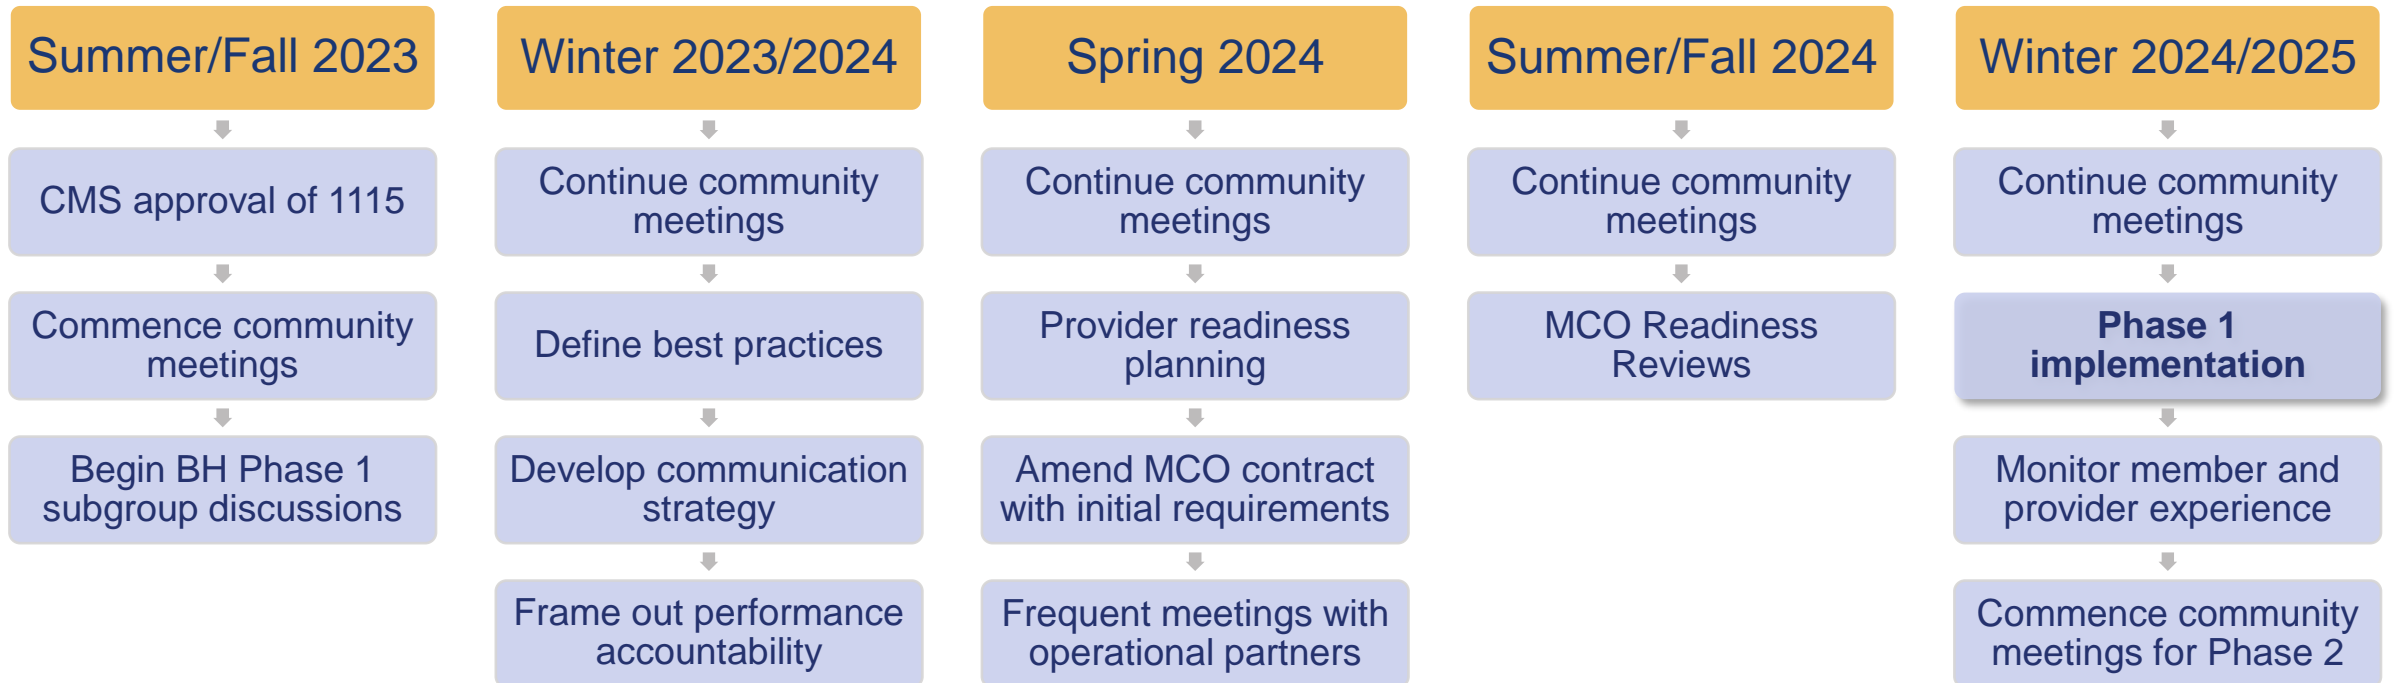 Summer/Fall 2023
CMS approval of 1115
Commence community
meetings
Begin BH Phase 1
subgroup discussions
Winter 2023/2024
Continue community
meetings
Define best practices
Develop communication
strategy
Frame out performance
accountability
Spring 2024
Continue community
meetings
Provider readiness
planning
Amend MCO contract
with initial requirements
Frequent meetings with
operational partners
Summer/Fall 2024
Continue community
meetings
MCO Readiness
Reviews
Winter 2024/2025
Continue community
meetings
Phase 1
implementation
Monitor member and
provider experience
Commence community
meetings for Phase 2